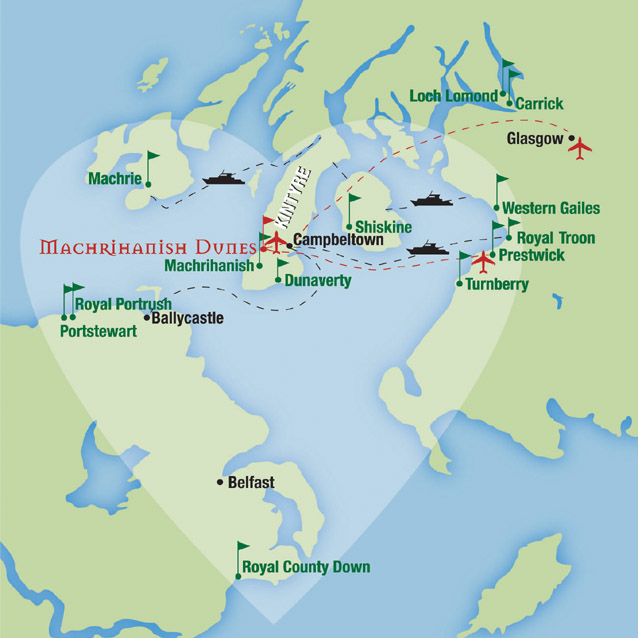 Loch Lomond
Carrick
Glasgow
Machrie
KINTYRE
Western Gailes
Shiskine
Campbeltown
Royal Troon
MACHRIHANISH DUNES
Prestwick
Machrihanish
Dunaverty
Turnberry
Royal Portrush
Ballycastle
Portstewart
Belfast
Royal County Down